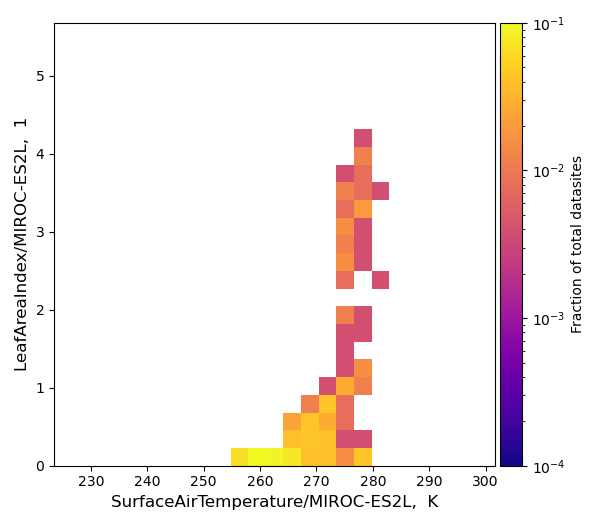 5
4
3
2
1
0
LeafAreaIndex/MIROC-ES2L,  1
230 240 250 260 270 280 290 300
SurfaceAirTemperature/MIROC-ES2L,  K
10⁻¹
10⁻²
10⁻³
10⁻⁴
Fraction of total datasites